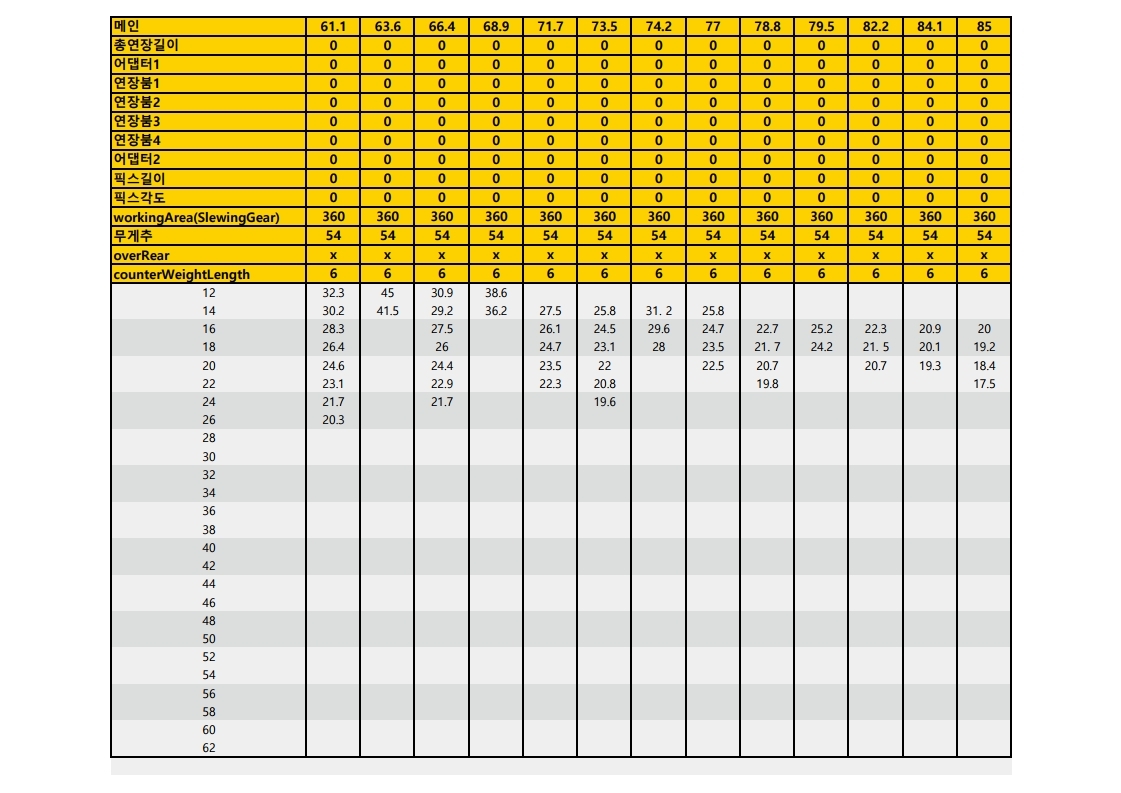 메인 61.1 63.6 66.4 68.9 71.7 73.5 74.2 77 78.8 79.5 82.2 84.1 85
총연장길이 0 0 0 0 0 0 0 0 0 0 0 0 0
어댑터1 0 0 0 0 0 0 0 0 0 0 0 0 0
연장붐1 0 0 0 0 0 0 0 0 0 0 0 0 0
연장붐2 0 0 0 0 0 0 0 0 0 0 0 0 0
연장붐3 0 0 0 0 0 0 0 0 0 0 0 0 0
연장붐4 0 0 0 0 0 0 0 0 0 0 0 0 0
어댑터2 0 0 0 0 0 0 0 0 0 0 0 0 0
픽스길이 0 0 0 0 0 0 0 0 0 0 0 0 0
픽스각도 0 0 0 0 0 0 0 0 0 0 0 0 0
workingArea(SlewingGear) 360 360 360 360 360 360 360 360 360 360 360 360 360
무게추 54 54 54 54 54 54 54 54 54 54 54 54 54
overRear x x x x x x x x x x x x x
counterWeightLength 6 6 6 6 6 6 6 6 6 6 6 6 6
12 32.3 45 30.9 38.6
14 30.2 41.5 29.2 36.2 27.5 25.8 31. 2 25.8
16 28.3 27.5 26.1 24.5 29.6 24.7 22.7 25.2 22.3 20.9 20
18 26.4 26 24.7 23.1 28 23.5 21. 7 24.2 21. 5 20.1 19.2
20 24.6 24.4 23.5 22 22.5 20.7 20.7 19.3 18.4
22 23.1 22.9 22.3 20.8 19.8 17.5
24 21.7 21.7 19.6
26 20.3
28
30
32
34
36
38
40
42
44
46
48
50
52
54
56
58
60
62